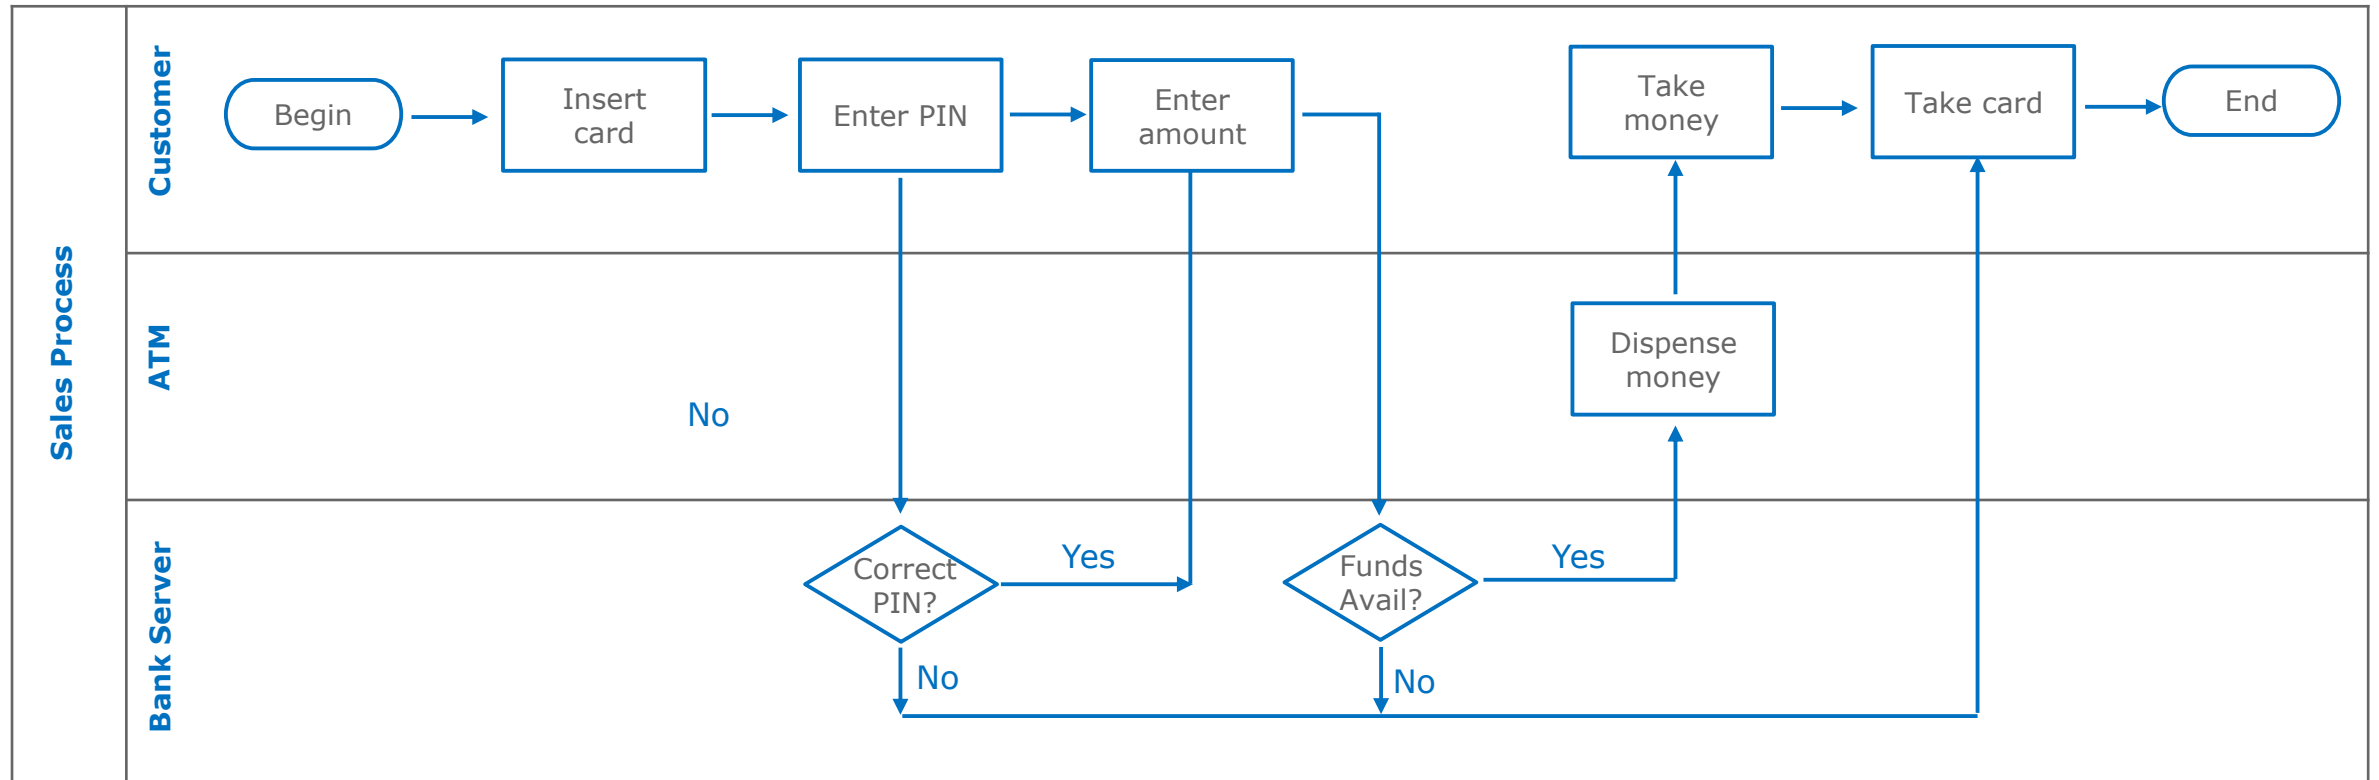 Sales Process
Customer
Begin
Insert
card
Enter PIN
Enter
amount
Take
money
Take card
End
ATM
No
Dispense
money
Bank Server
Correct
PIN?
Yes
No
Funds
Avail?
Yes
No